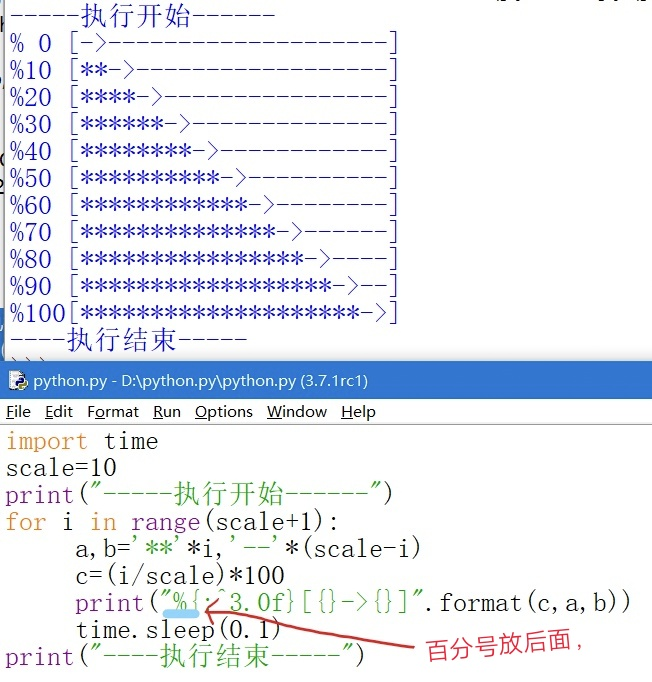 -----执行开始------
% 0 [->--------------------]
%10 [**->------------------]
%20 [****->----------------]
%30 [******->--------------]
%40 [********->------------]
%50 [**********->----------]
%60 [************->--------]
%70 [**************->------]
%80 [****************->----]
%90 [******************->--]
%100[********************->]
----执行结束-----
python.py - D:\python.py\python.py (3.7.1rc1)
File Edit Format Run Options Window Help
import time
scale=10
print("-----执行开始------")
for i in range(scale+1):
a,b='**'*i,'--'*(scale-i)
c=(i/scale)*100
print("%{:^3.0f}[{}->{}]".format(c,a,b))
time.sleep(0.1)
百分号放后面，
print("----执行结束-----")